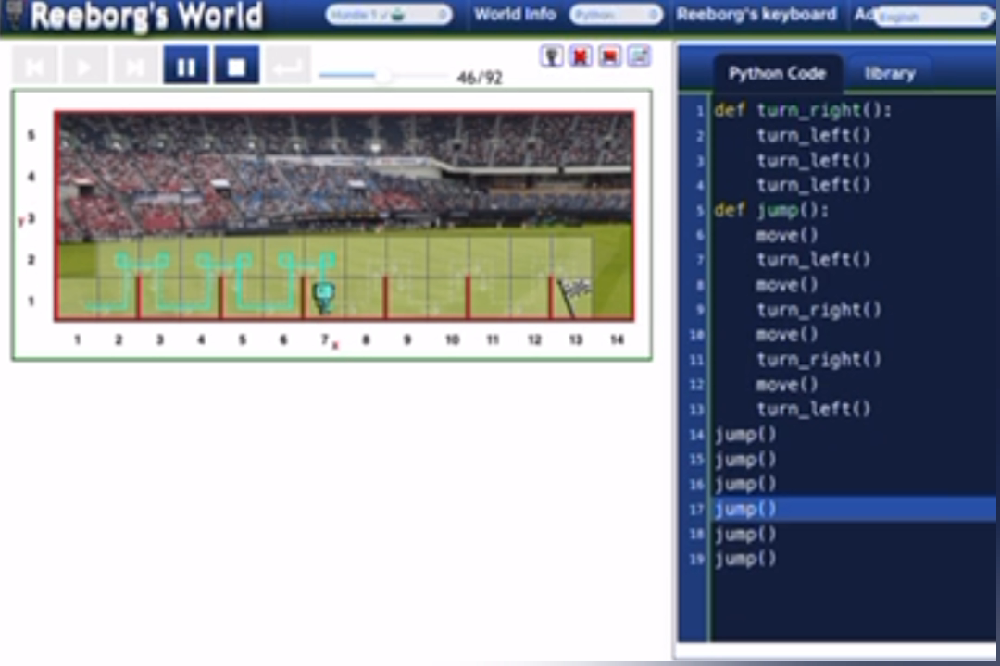 Reeborg's World
Hurdle 1
World Info
Python
Reeborg's keyboard
Ad
English
46/92
Python Code
library
5
4
y 3
2
1
1 2 3 4 5 6 7 x 8 9 10 11 12 13 14
1 def turn_right():
2 turn_left()
3 turn_left()
4 turn_left()
5 def jump():
6 move()
7 turn_left()
8 move()
9 turn_right()
10 move()
11 turn_right()
12 move()
13 turn_left()
14 jump()
15 jump()
16 jump()
17 jump()
18 jump()
19 jump()